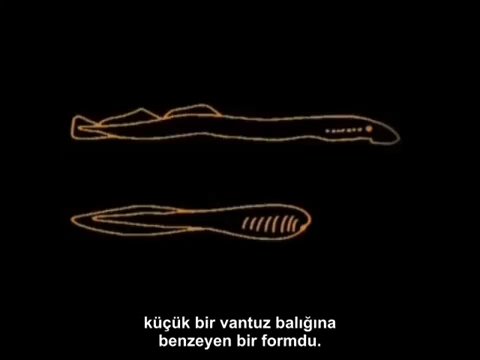 küçük bir vantuz balığına
benzeyen bir formdu.